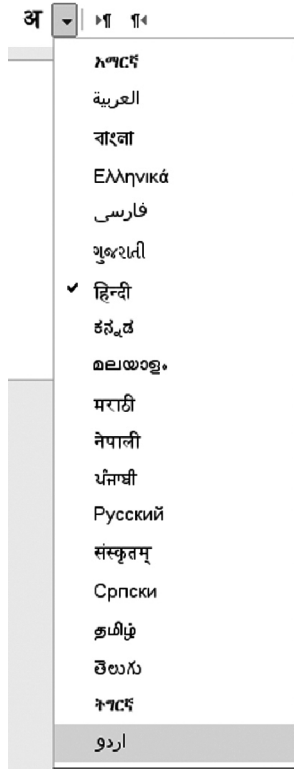 अ
አማርኛ
العربية
বাংলা
Ελληνικά
فارسی
ગુજરાતી
हिन्दी
ಕನ್ನಡ
മലയാളം
मराठी
नेपाली
ਪੰਜਾਬੀ
Русский
संस्कृतम्
Српски
தமிழ்
తెలుగు
ትግርኛ
اردو